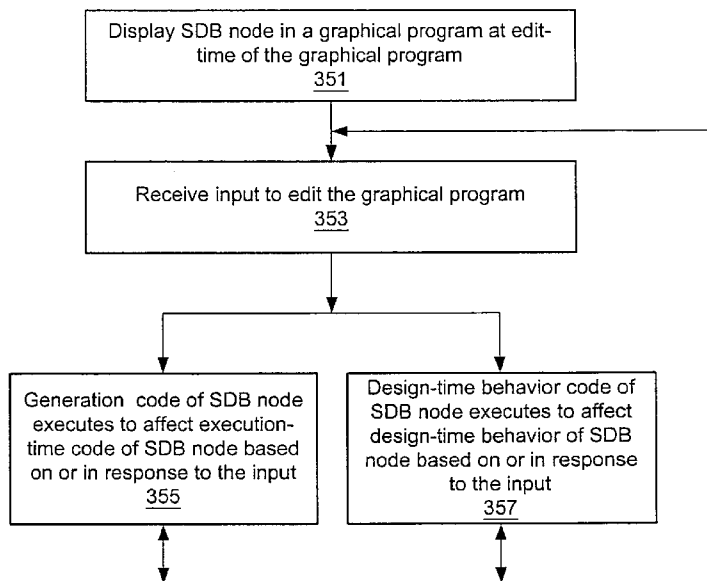 Display SDB node in a graphical program at edit-
time of the graphical program
351
Receive input to edit the graphical program
353
Generation code of SDB node
executes to affect execution-
time code of SDB node based
on or in response to the input
355
Design-time behavior code of
SDB node executes to affect
design-time behavior of SDB
node based on or in response
to the input
357